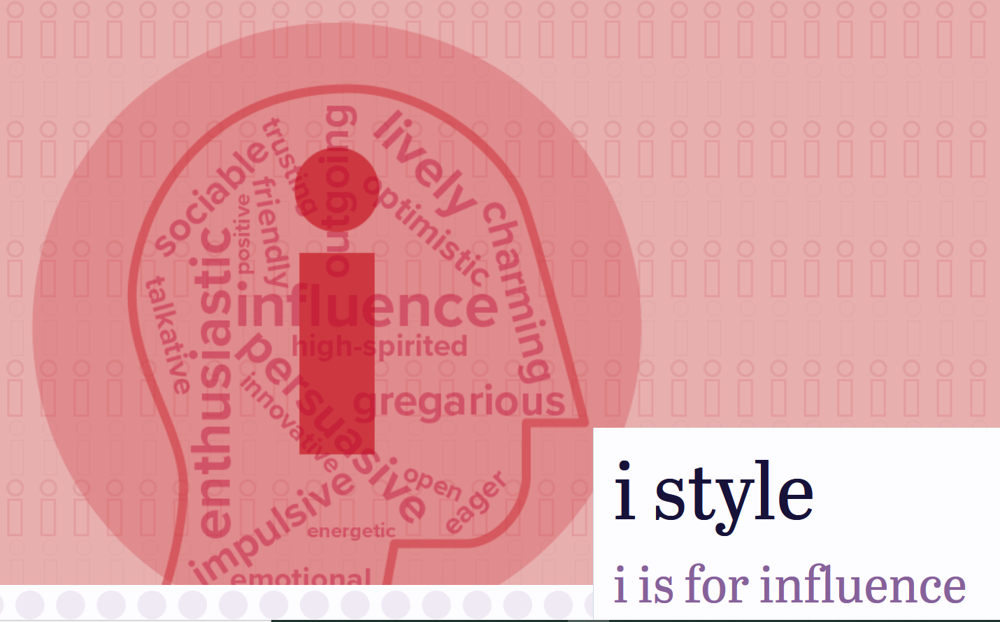 outgoing
lively
trusting
sociable
friendly
positive
optimistic
charming
enthusiastic
talkative
influence
high-spirited
persuasive
innovative
gregarious
open
eager
impulsive
energetic
emotional
i
i style
i is for influence